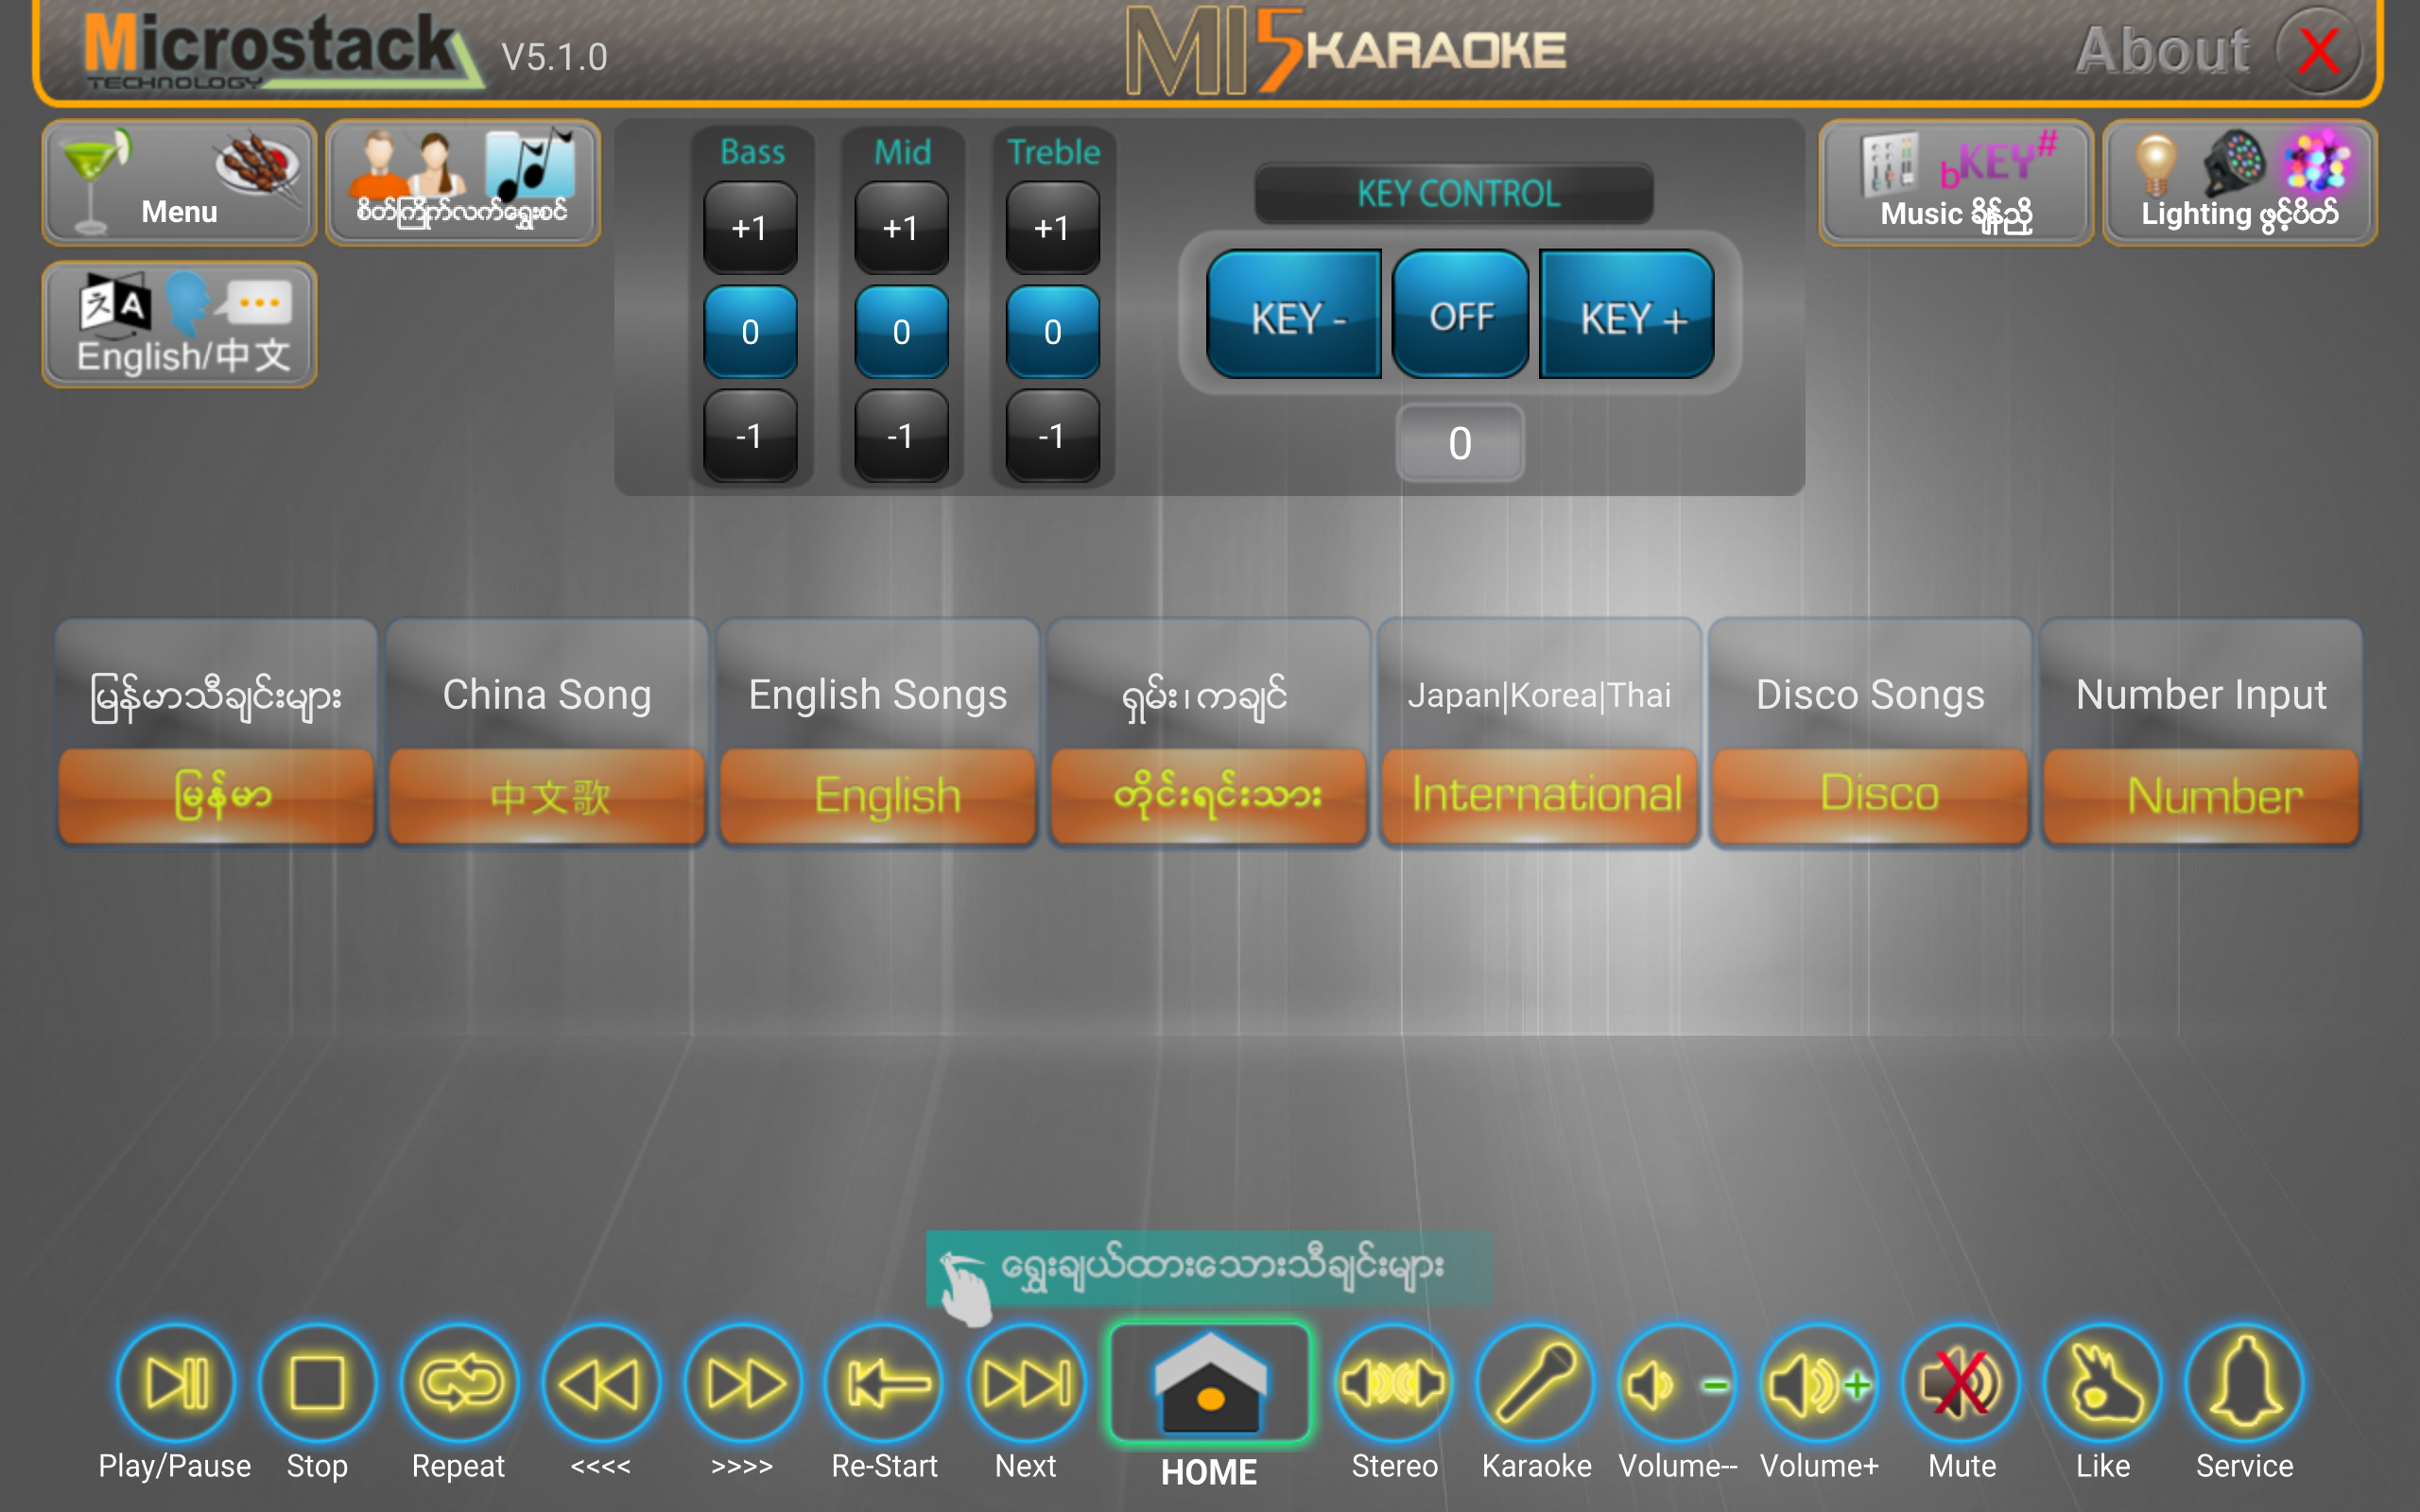 Microstack
TECHNOLOGY
V5.1.0
MI5 KARAOKE
About
X
Menu
စိတ်ကြိုက်လက်ရွေးစင်
Bass
Mid
Treble
+1
+1
+1
0
0
0
-1
-1
-1
KEY CONTROL
KEY -
OFF
KEY +
0
bKEY#
Music ချိန်ညှိ
Lighting ဖွင့်ပိတ်
A
English/中文
မြန်မာသီချင်းများ
China Song
English Songs
ရှမ်း၊ကချင်
Japan|Korea|Thai
Disco Songs
Number Input
မြန်မာ
中文歌
English
တိုင်းရင်းသား
International
Disco
Number
ရွှေးချယ်ထားသောသီချင်းများ
Play/Pause
Stop
Repeat
<<<<
>>>>
Re-Start
Next
HOME
Stereo
Karaoke
Volume--
Volume+
Mute
Like
Service